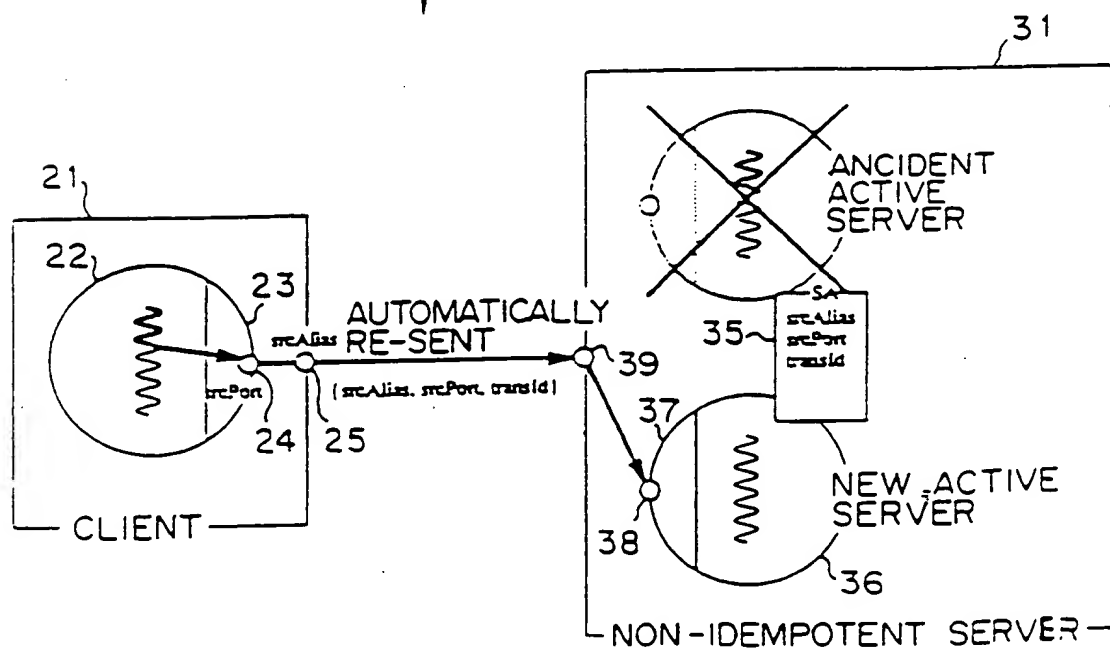 31
21
22
23
srcPort
24
srcAlias
25
AUTOMATICALLY
RE-SENT
(srcAlias, srcPort, transId)
CLIENT
39
ANCIDENT
ACTIVE
SERVER
SA
srcAlias
srcPort
transId
35
37
38
NEW-ACTIVE
SERVER
36
NON-IDEMPOTENT SERVER